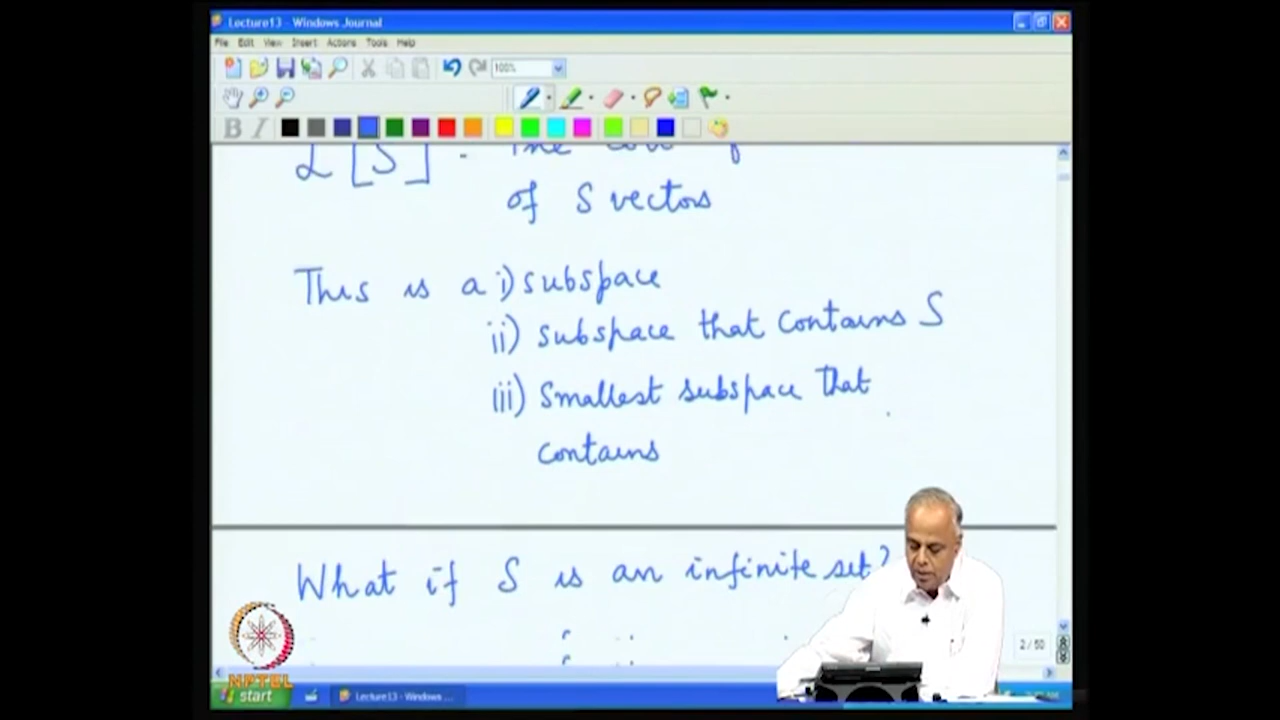 Lecture13 - Windows Journal
File Edit View Insert Actions Tools Help
100%
B I
L [S] -
of S vectors
This is a i) subspace
ii) subspace that contains S
iii) Smallest subspace that
contains
What if S is an infinite set?
2 / 50
NPTEL
start Lecture13 - Windows ...